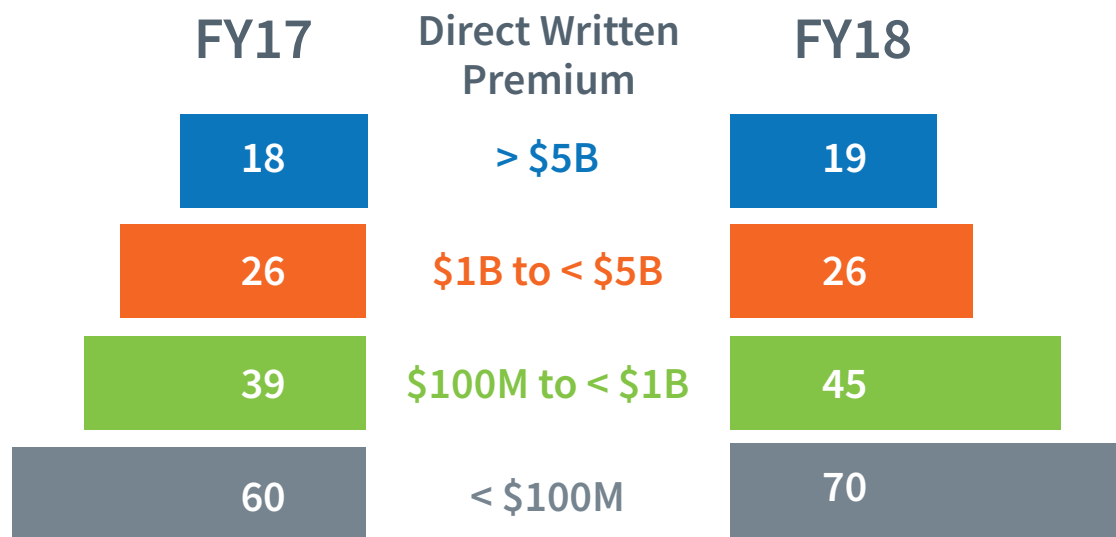 FY17
Direct Written
Premium
FY18
18
> $5B
19
26
$1B to < $5B
26
39
$100M to < $1B
45
60
< $100M
70